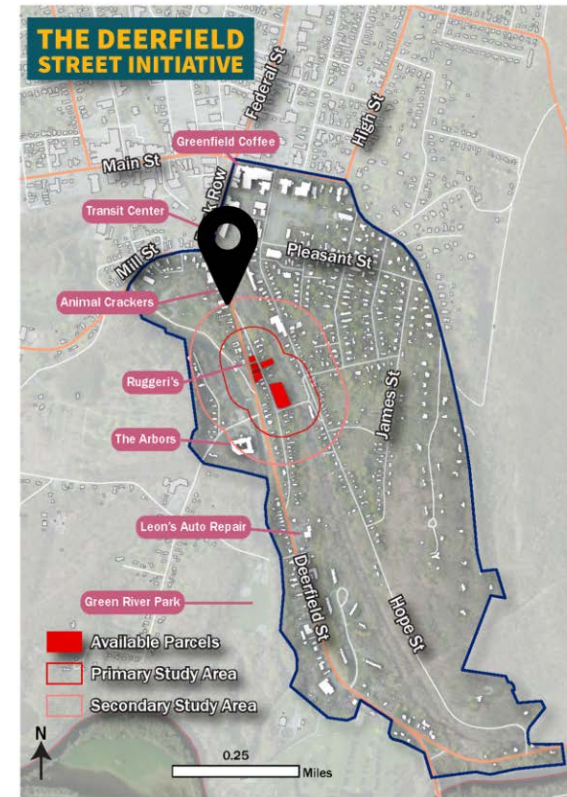 THE DEERFIELD
STREET INITIATIVE
Federal St
High St
Greenfield Coffee
Main St
Transit Center
Mill St
Pleasant St
Animal Crackers
Ruggeri's
James St
The Arbors
Leon's Auto Repair
Deerfield St
Hope St
Green River Park
Available Parcels
Primary Study Area
Secondary Study Area
N
0.25
Miles